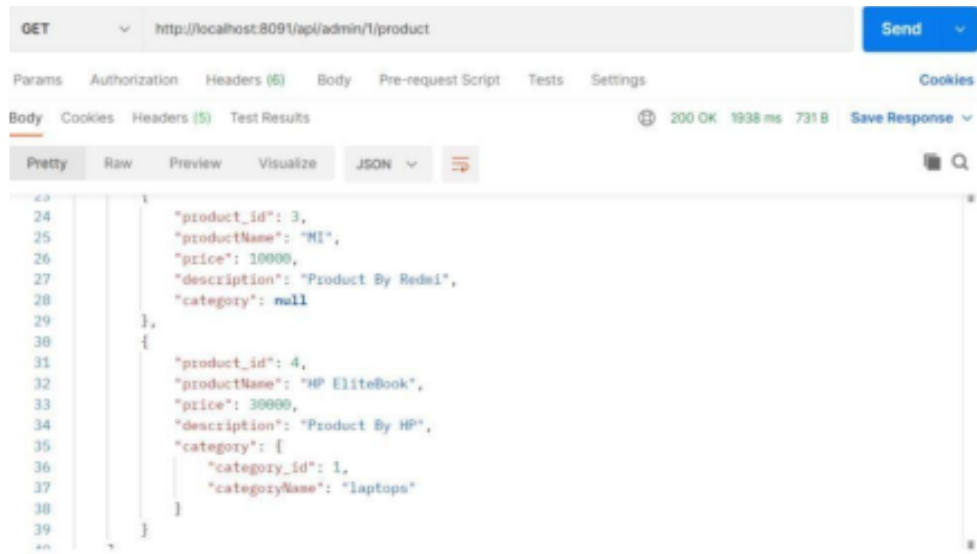 GET http://localhost:8091/api/admin/1/product Send
Params Authorization Headers (6) Body Pre-request Script Tests Settings Cookies
Body Cookies Headers (5) Test Results 200 OK 1938 ms 731 B Save Response
Pretty Raw Preview Visualize JSON
23 {
24 "product_id": 3,
25 "productName": "MI",
26 "price": 10000,
27 "description": "Product By Redmi",
28 "category": null
29 },
30 {
31 "product_id": 4,
32 "productName": "HP EliteBook",
33 "price": 30000,
34 "description": "Product By HP",
35 "category": {
36 "category_id": 1,
37 "categoryName": "laptops"
38 }
39 }